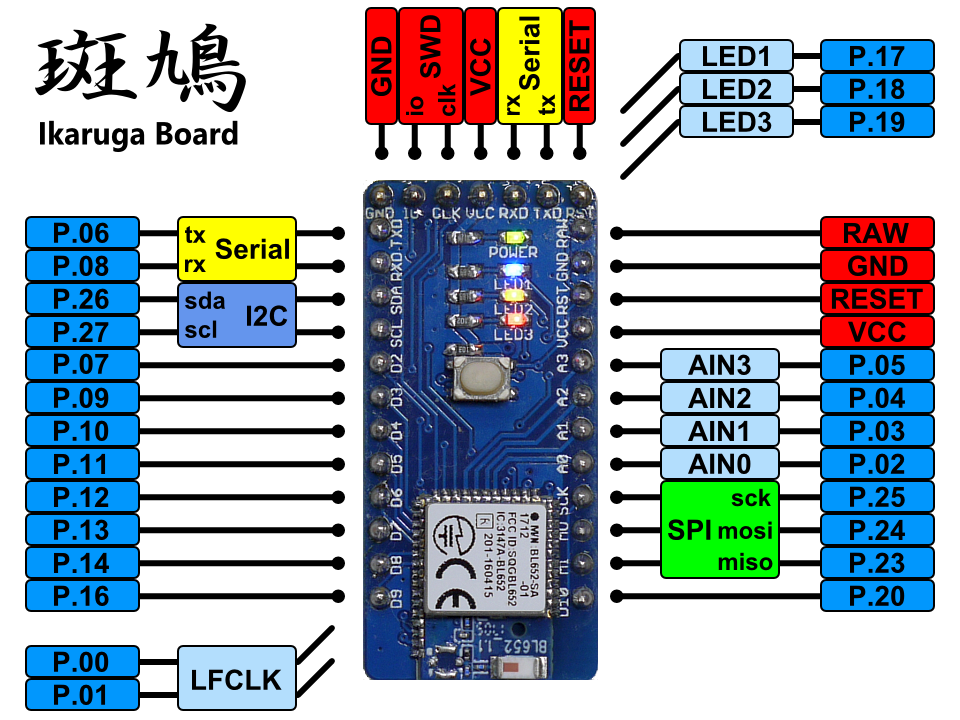 斑鳩
Ikaruga Board
GND
io
SWD
clk
VCC
rx
Serial
tx
RESET
LED1 P.17
LED2 P.18
LED3 P.19
P.06 tx
Serial
P.08 rx
P.26 sda
I2C
P.27 scl
P.07
P.09
P.10
P.11
P.12
P.13
P.14
P.16
P.00
P.01
LFCLK
RAW
GND
RESET
VCC
AIN3 P.05
AIN2 P.04
AIN1 P.03
AIN0 P.02
sck P.25
SPI mosi P.24
miso P.23
P.20
GND IO CLK VCC RXD TXD RST
TXD
RXD
SDA
SCL
D2
D3
D4
D5
D6
D7
D8
D9
RAW
GND
RST
VCC
A3
A2
A1
A0
SCK
MO
MI
D10
POWER
LED1
LED2
LED3
M/N:BL652-SA
-01
1712
FCC ID:SQGBL652
IC:3147A-BL652
K 201-160415
CE
BL652_1.1